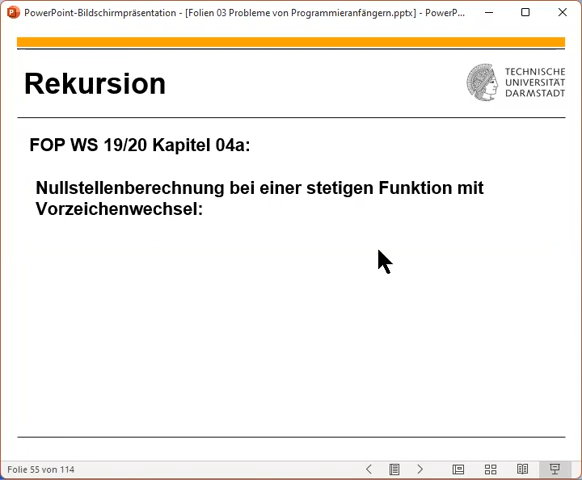 PowerPoint-Bildschirmpräsentation - [Folien 03 Probleme von Programmieranfängern.pptx] - PowerP...
Rekursion
TECHNISCHE
UNIVERSITÄT
DARMSTADT
FOP WS 19/20 Kapitel 04a:
Nullstellenberechnung bei einer stetigen Funktion mit
Vorzeichenwechsel:
Folie 55 von 114